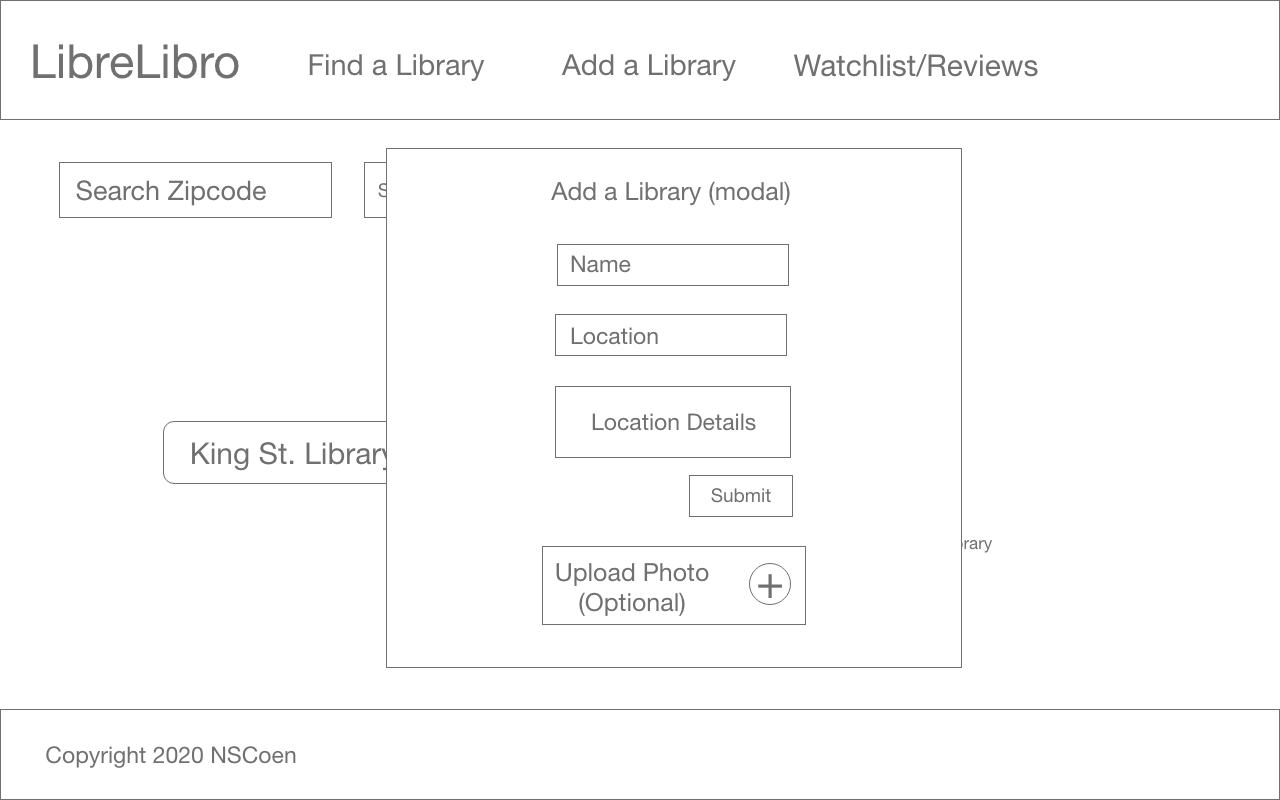 LibreLibro
Find a Library
Add a Library
Watchlist/Reviews
Search Zipcode
S
Add a Library (modal)
Name
Location
Location Details
King St. Library
Submit
rary
Upload Photo
(Optional)
Copyright 2020 NSCoen